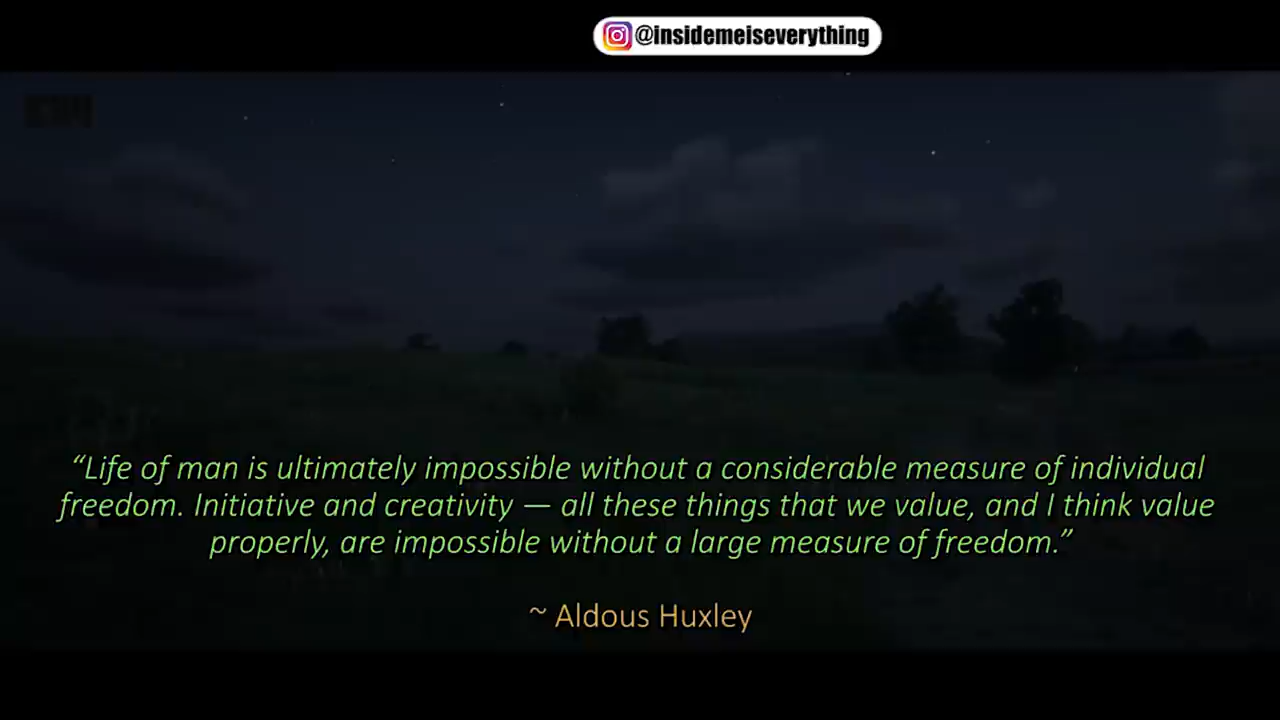 @insidemeiseverything
“Life of man is ultimately impossible without a considerable measure of individual
freedom. Initiative and creativity — all these things that we value, and I think value
properly, are impossible without a large measure of freedom.”
~ Aldous Huxley